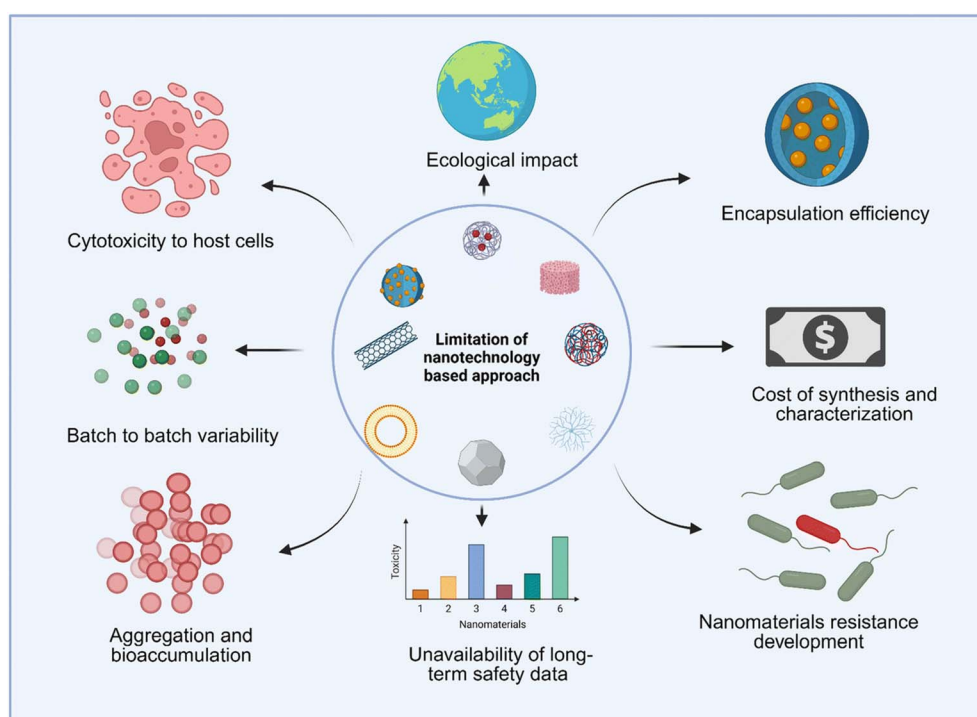 Ecological impact
Encapsulation efficiency
Cytotoxicity to host cells
Limitation of
nanotechnology
based approach
$
Cost of synthesis and
characterization
Batch to batch variability
Aggregation and
bioaccumulation
Toxicity
1 2 3 4 5 6
Nanomaterials
Unavailability of long-
term safety data
Nanomaterials resistance
development